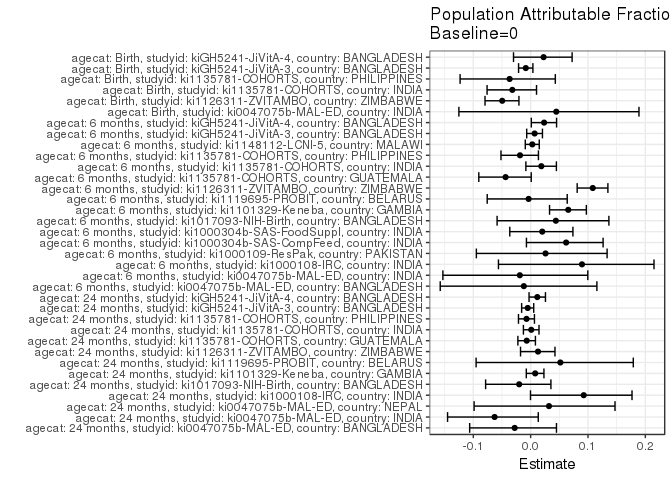 Population Attributable Fractio
Baseline=0
agecat: Birth, studyid: kiGH5241-JiVitA-4, country: BANGLADESH
agecat: Birth, studyid: kiGH5241-JiVitA-3, country: BANGLADESH
agecat: Birth, studyid: ki1135781-COHORTS, country: PHILIPPINES
agecat: Birth, studyid: ki1135781-COHORTS, country: INDIA
agecat: Birth, studyid: ki1126311-ZVITAMBO, country: ZIMBABWE
agecat: Birth, studyid: ki0047075b-MAL-ED, country: INDIA
agecat: 6 months, studyid: kiGH5241-JiVitA-4, country: BANGLADESH
agecat: 6 months, studyid: kiGH5241-JiVitA-3, country: BANGLADESH
agecat: 6 months, studyid: ki1148112-LCNI-5, country: MALAWI
agecat: 6 months, studyid: ki1135781-COHORTS, country: PHILIPPINES
agecat: 6 months, studyid: ki1135781-COHORTS, country: INDIA
agecat: 6 months, studyid: ki1135781-COHORTS, country: GUATEMALA
agecat: 6 months, studyid: ki1126311-ZVITAMBO, country: ZIMBABWE
agecat: 6 months, studyid: ki1119695-PROBIT, country: BELARUS
agecat: 6 months, studyid: ki1101329-Keneba, country: GAMBIA
agecat: 6 months, studyid: ki1017093-NIH-Birth, country: BANGLADESH
agecat: 6 months, studyid: ki1000304b-SAS-FoodSuppl, country: INDIA
agecat: 6 months, studyid: ki1000304b-SAS-CompFeed, country: INDIA
agecat: 6 months, studyid: ki1000109-ResPak, country: PAKISTAN
agecat: 6 months, studyid: ki1000108-IRC, country: INDIA
agecat: 6 months, studyid: ki0047075b-MAL-ED, country: INDIA
agecat: 6 months, studyid: ki0047075b-MAL-ED, country: BANGLADESH
agecat: 24 months, studyid: kiGH5241-JiVitA-4, country: BANGLADESH
agecat: 24 months, studyid: kiGH5241-JiVitA-3, country: BANGLADESH
agecat: 24 months, studyid: ki1135781-COHORTS, country: PHILIPPINES
agecat: 24 months, studyid: ki1135781-COHORTS, country: INDIA
agecat: 24 months, studyid: ki1135781-COHORTS, country: GUATEMALA
agecat: 24 months, studyid: ki1126311-ZVITAMBO, country: ZIMBABWE
agecat: 24 months, studyid: ki1119695-PROBIT, country: BELARUS
agecat: 24 months, studyid: ki1101329-Keneba, country: GAMBIA
agecat: 24 months, studyid: ki1017093-NIH-Birth, country: BANGLADESH
agecat: 24 months, studyid: ki1000108-IRC, country: INDIA
agecat: 24 months, studyid: ki0047075b-MAL-ED, country: NEPAL
agecat: 24 months, studyid: ki0047075b-MAL-ED, country: INDIA
agecat: 24 months, studyid: ki0047075b-MAL-ED, country: BANGLADESH
-0.1 0.0 0.1 0.2
Estimate